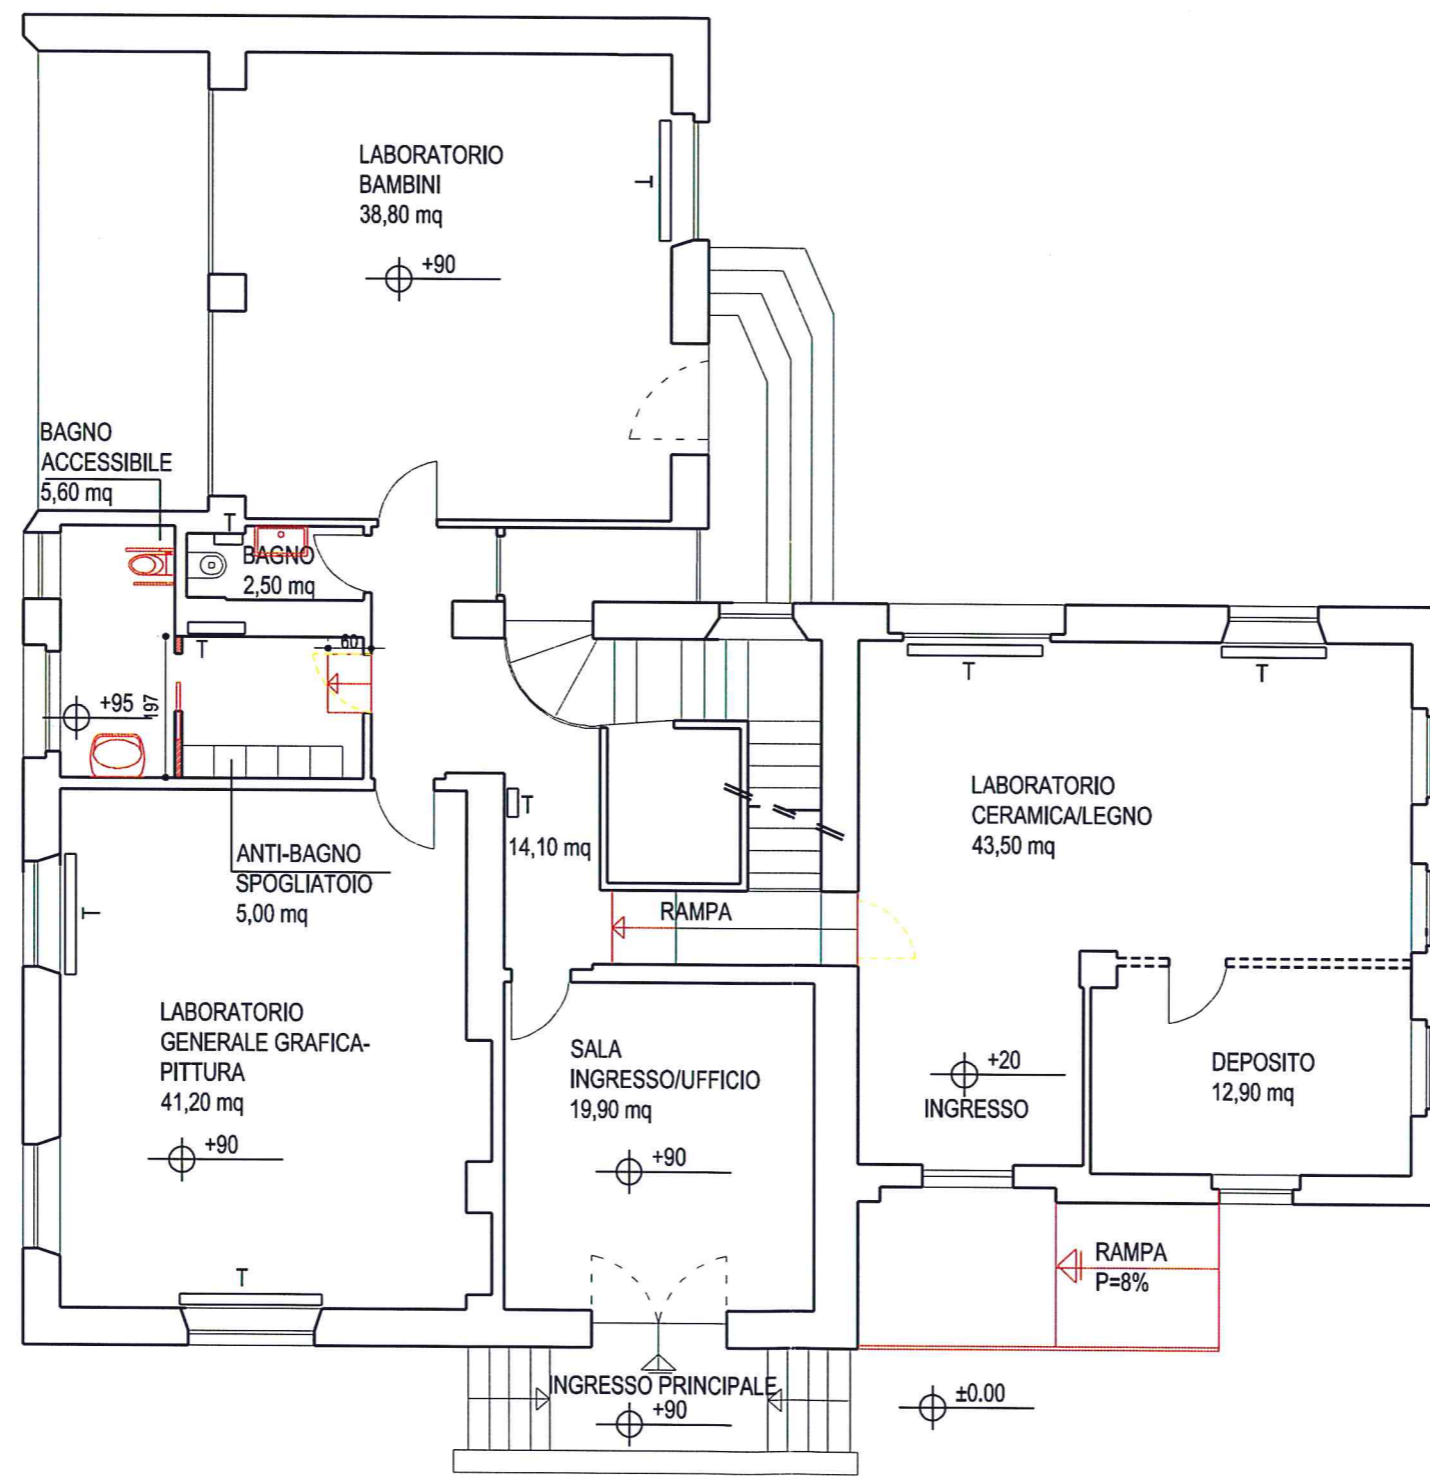 LABORATORIO
BAMBINI
38,80 mq
T
+90
BAGNO
ACCESSIBILE
5,60 mq
T
BAGNO
2,50 mq
T
60
+95
197
T
T
LABORATORIO
CERAMICA/LEGNO
43,50 mq
T
14,10 mq
ANTI-BAGNO
SPOGLIATOIO
5,00 mq
T
RAMPA
LABORATORIO
GENERALE GRAFICA-
PITTURA
41,20 mq
+90
SALA
INGRESSO/UFFICIO
19,90 mq
+90
+20
INGRESSO
DEPOSITO
12,90 mq
T
RAMPA
P=8%
INGRESSO PRINCIPALE
+90
±0.00